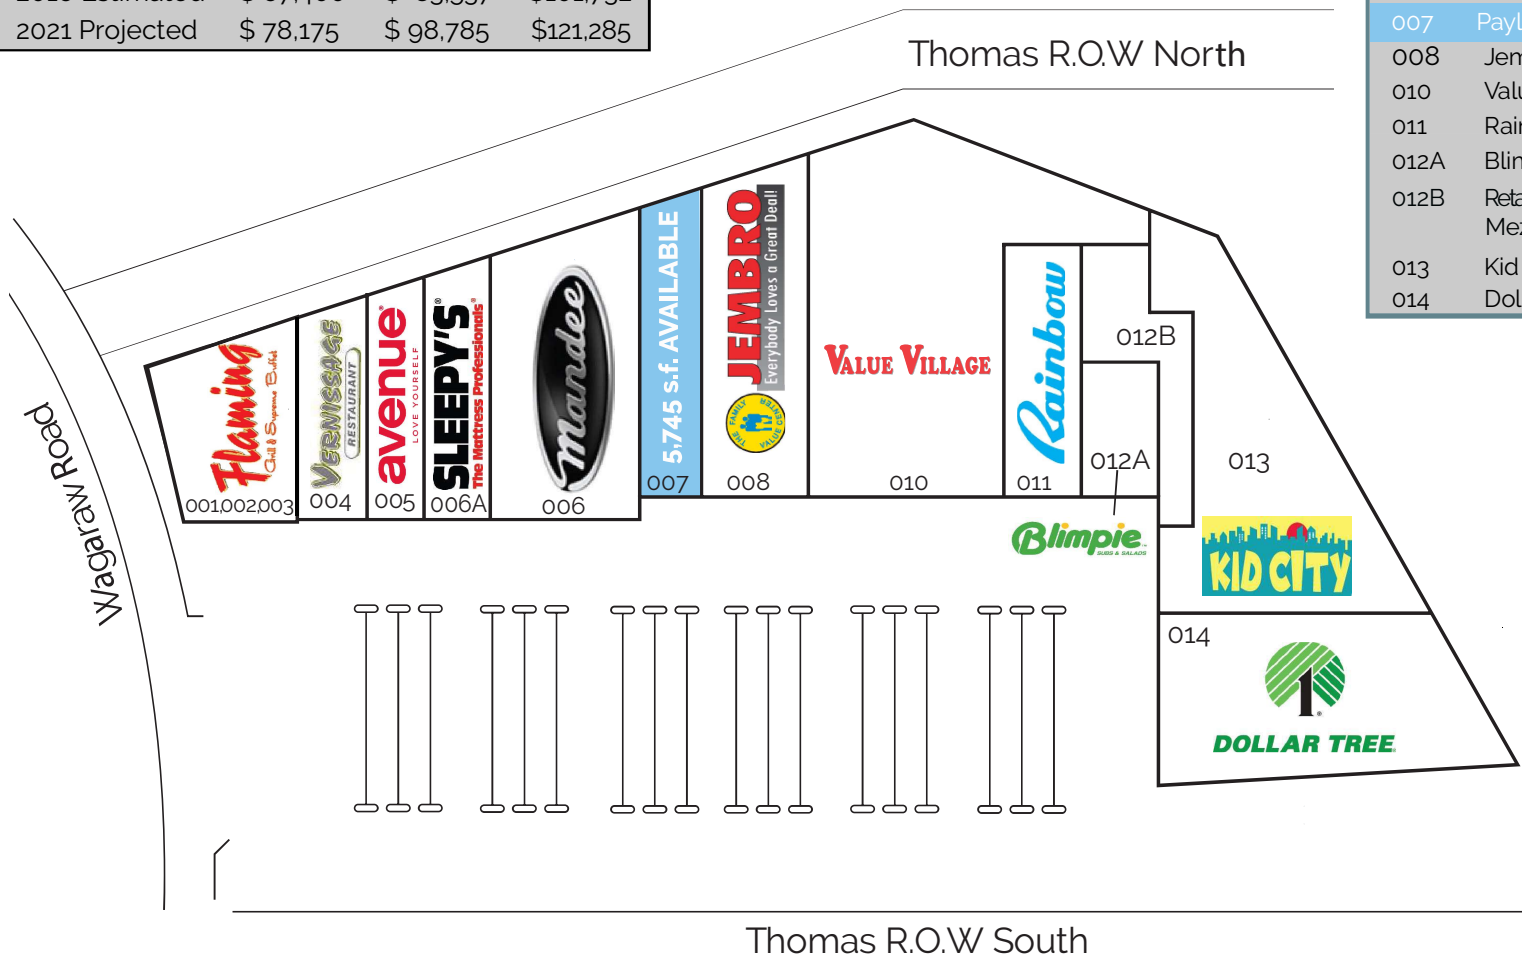 2021 Projected $ 78,175 $ 98,785 $121,285
007
008
010
011
012A
012B
013 Kid
014
Thomas R.O.W North
Wagaraw Road
Flaming
Grill & Supreme Buffet
001,002,003
VERNISSAGE
RESTAURANT
004
avenue®
LOVE YOURSELF
005
SLEEPY'S®
The Mattress Professionals®
006A
mandee
006
5,745 s.f. AVAILABLE
007
JEMBRO
Everybody Loves a Great Deal!
THE FAMILY
VALUE CENTER
008
VALUE VILLAGE
010
Rainbow
011
012B
012A
Blimpie
SUBS & SALADS
013
KID CITY
014
1
DOLLAR TREE
Thomas R.O.W South